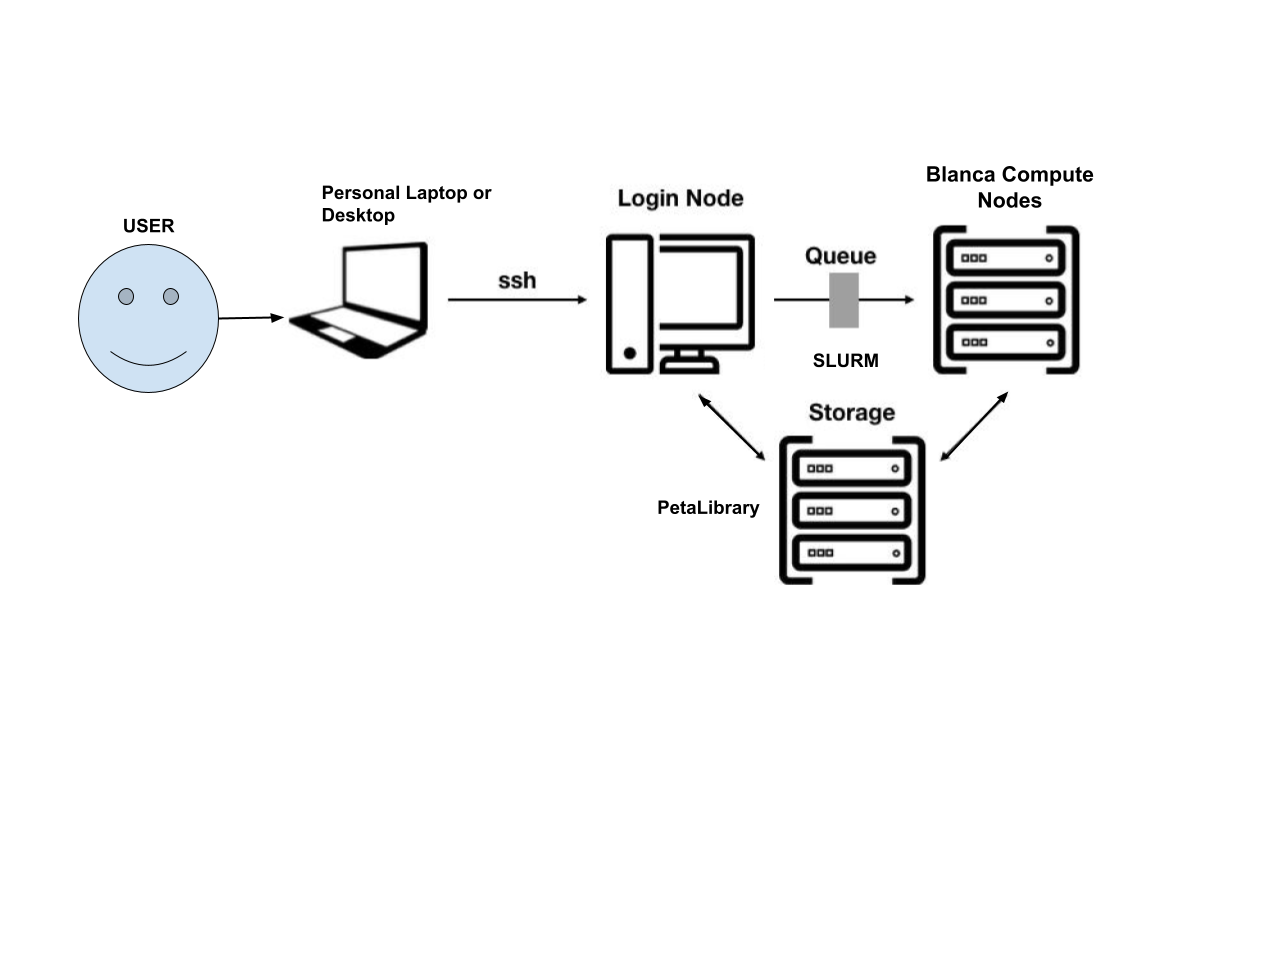 USER
Personal Laptop or
Desktop
ssh
Login Node
Queue
SLURM
Blanca Compute
Nodes
Storage
PetaLibrary